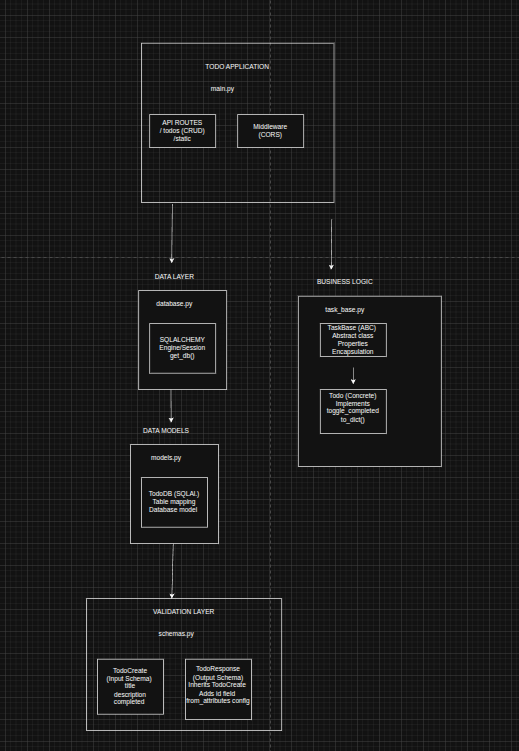 TODO APPLICATION
main.py
API ROUTES
/ todos (CRUD)
/static
Middleware
(CORS)
DATA LAYER
database.py
SQLALCHEMY
Engine/Session
get_db()
BUSINESS LOGIC
task_base.py
TaskBase (ABC)
Abstract class
Properties
Encapsulation
Todo (Concrete)
Implements
toggle_completed
to_dict()
DATA MODELS
models.py
TodoDB (SQLAl.)
Table mapping
Database model
VALIDATION LAYER
schemas.py
TodoCreate
(Input Schema)
title
description
completed
TodoResponse
(Output Schema)
Inherits TodoCreate
Adds id field
from_attributes config